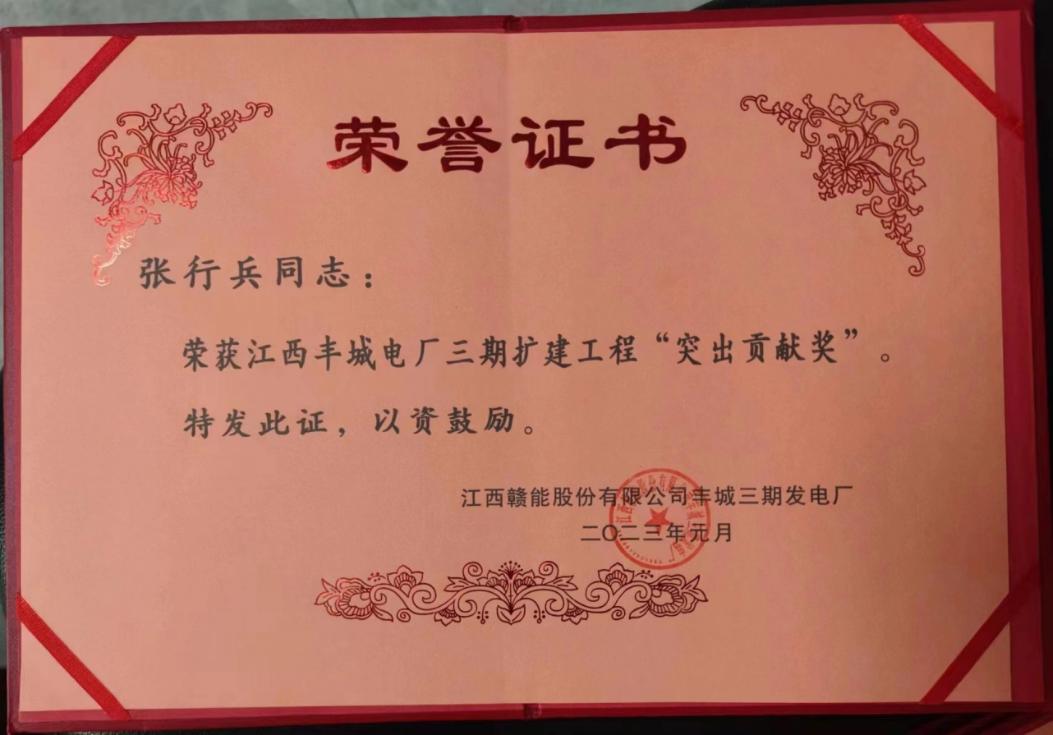 荣誉证书
张行兵同志：
荣获江西丰城电厂三期扩建工程“突出贡献奖”。
特发此证，以资鼓励。
江西赣能股份有限公司丰城三期发电厂
二〇二三年元月